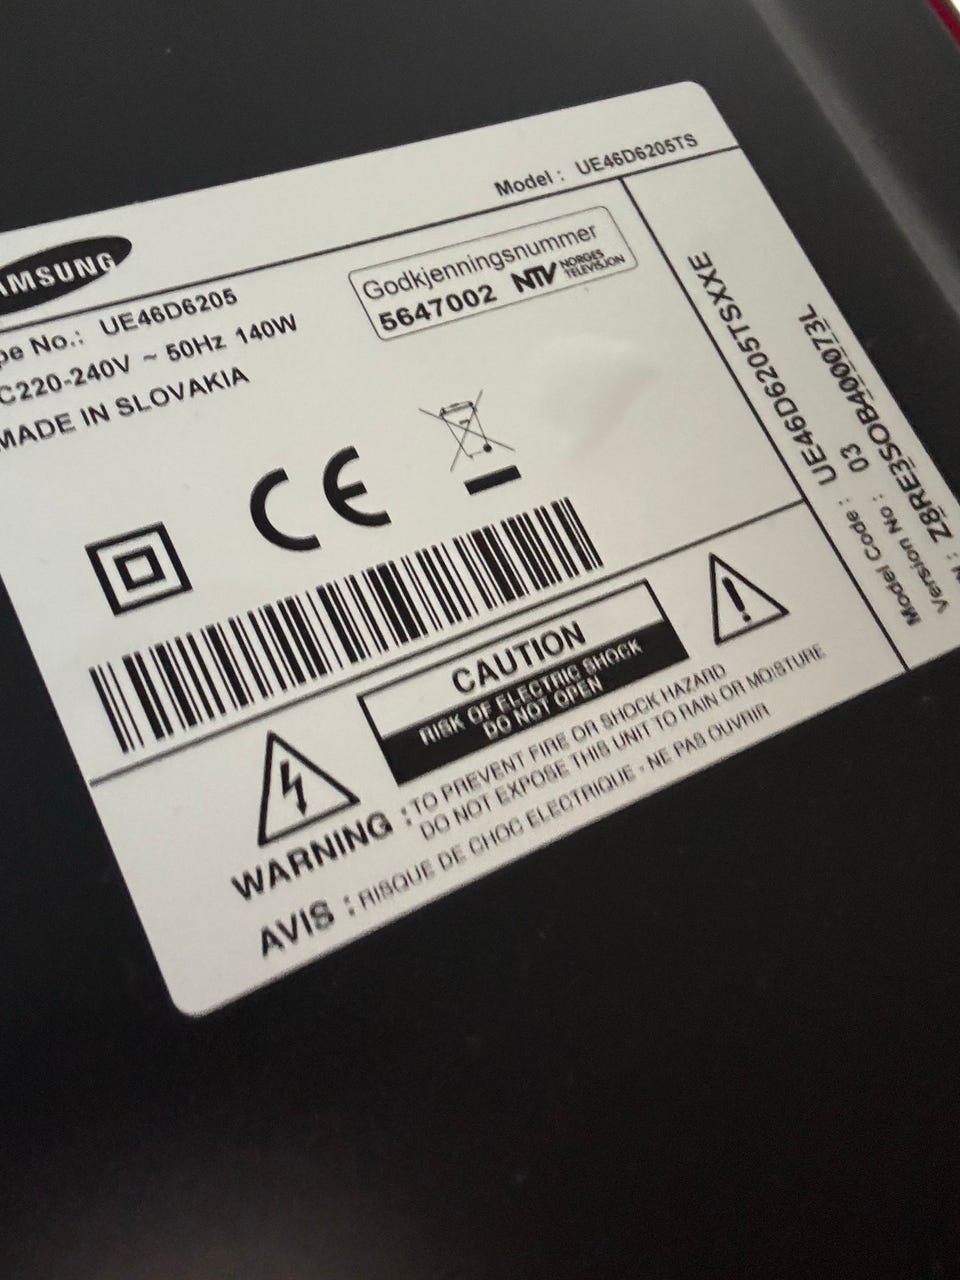 Model : UE46D6205TS
AMSUNG
pe No.: UE46D6205
C220-240V ~ 50Hz 140W
MADE IN SLOVAKIA
Godkjenningsnummer
5647002 NTV NORGES
TELEVISJON
CE
CAUTION
RISK OF ELECTRIC SHOCK
DO NOT OPEN
WARNING : TO PREVENT FIRE OR SHOCK HAZARD
DO NOT EXPOSE THIS UNIT TO RAIN OR MOISTURE
AVIS : RISQUE DE CHOC ELECTRIQUE - NE PAS OUVRIR
Model Code : UE46D6205TSXXE
Version No : 03
Z8RE3SOB400073L